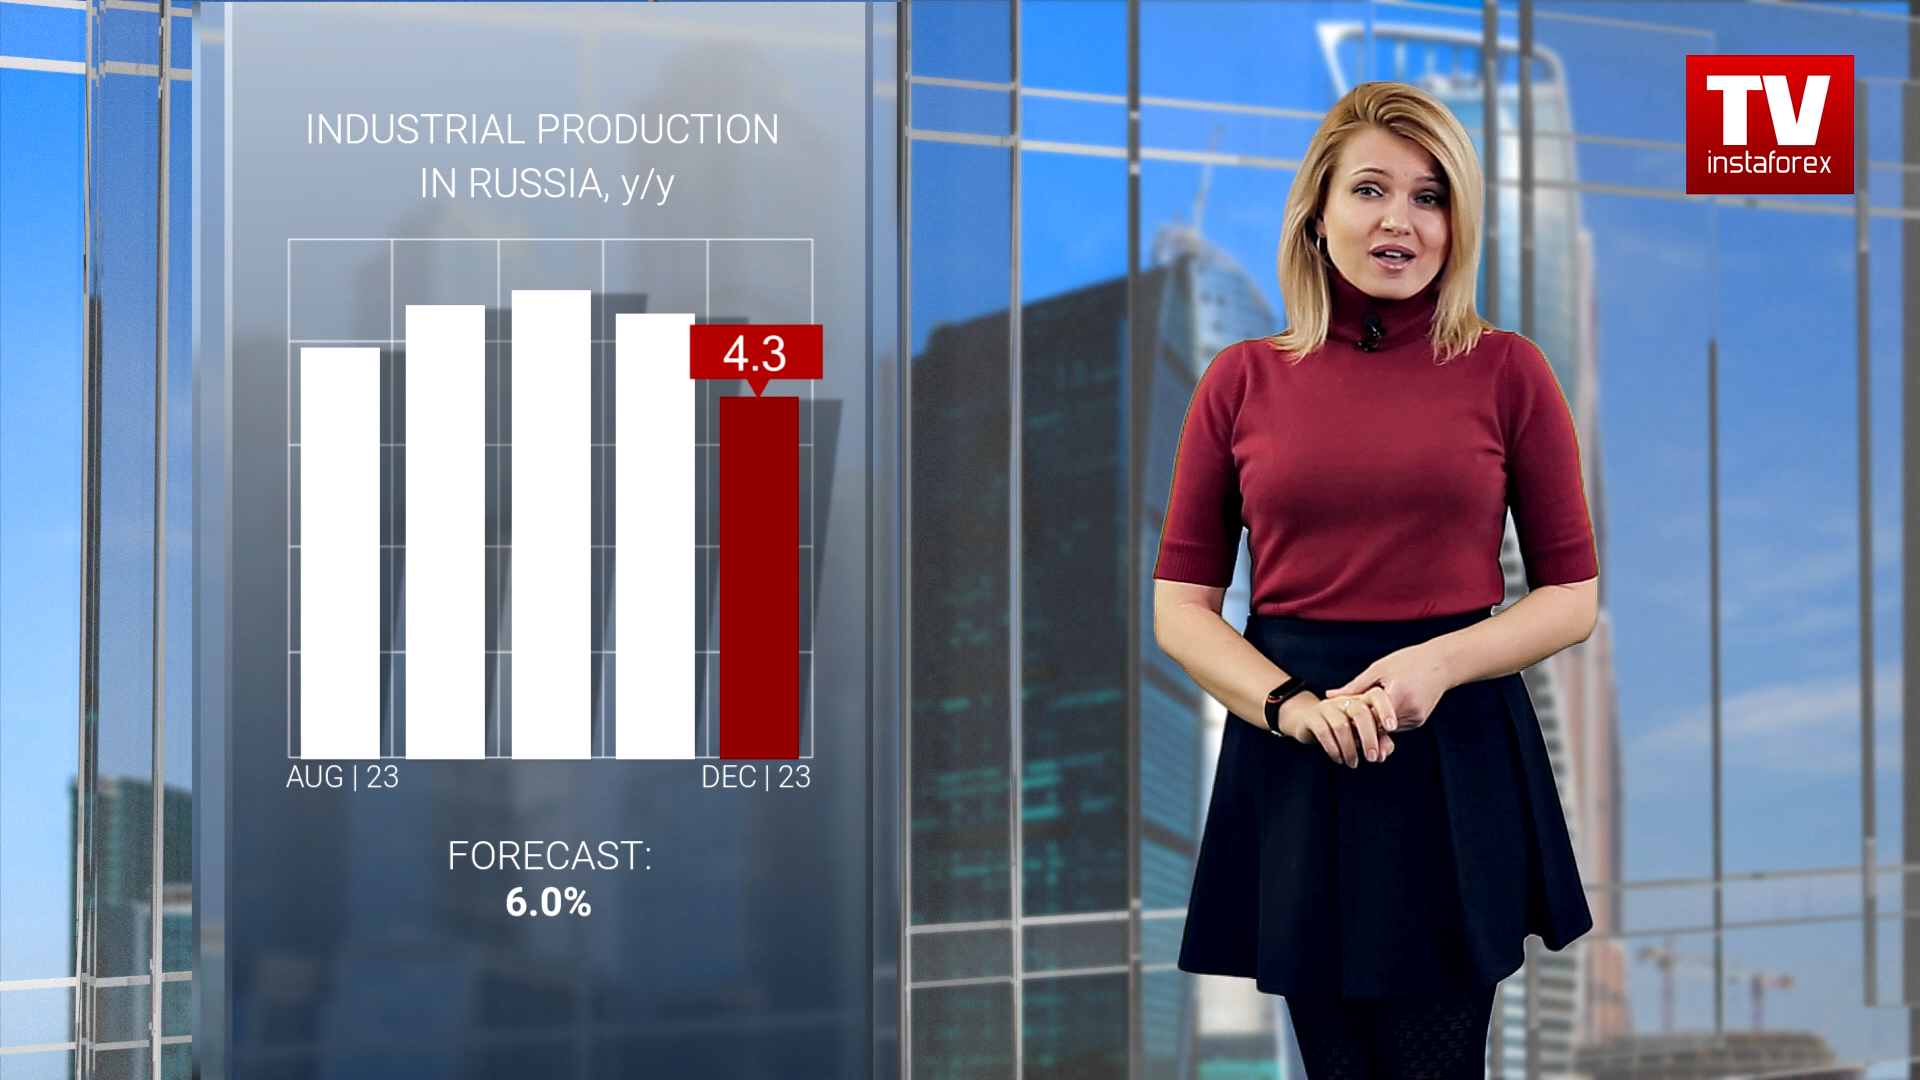 INDUSTRIAL PRODUCTION
IN RUSSIA, y/y
4.3
AUG | 23
DEC | 23
FORECAST:
6.0%
TV
instaforex